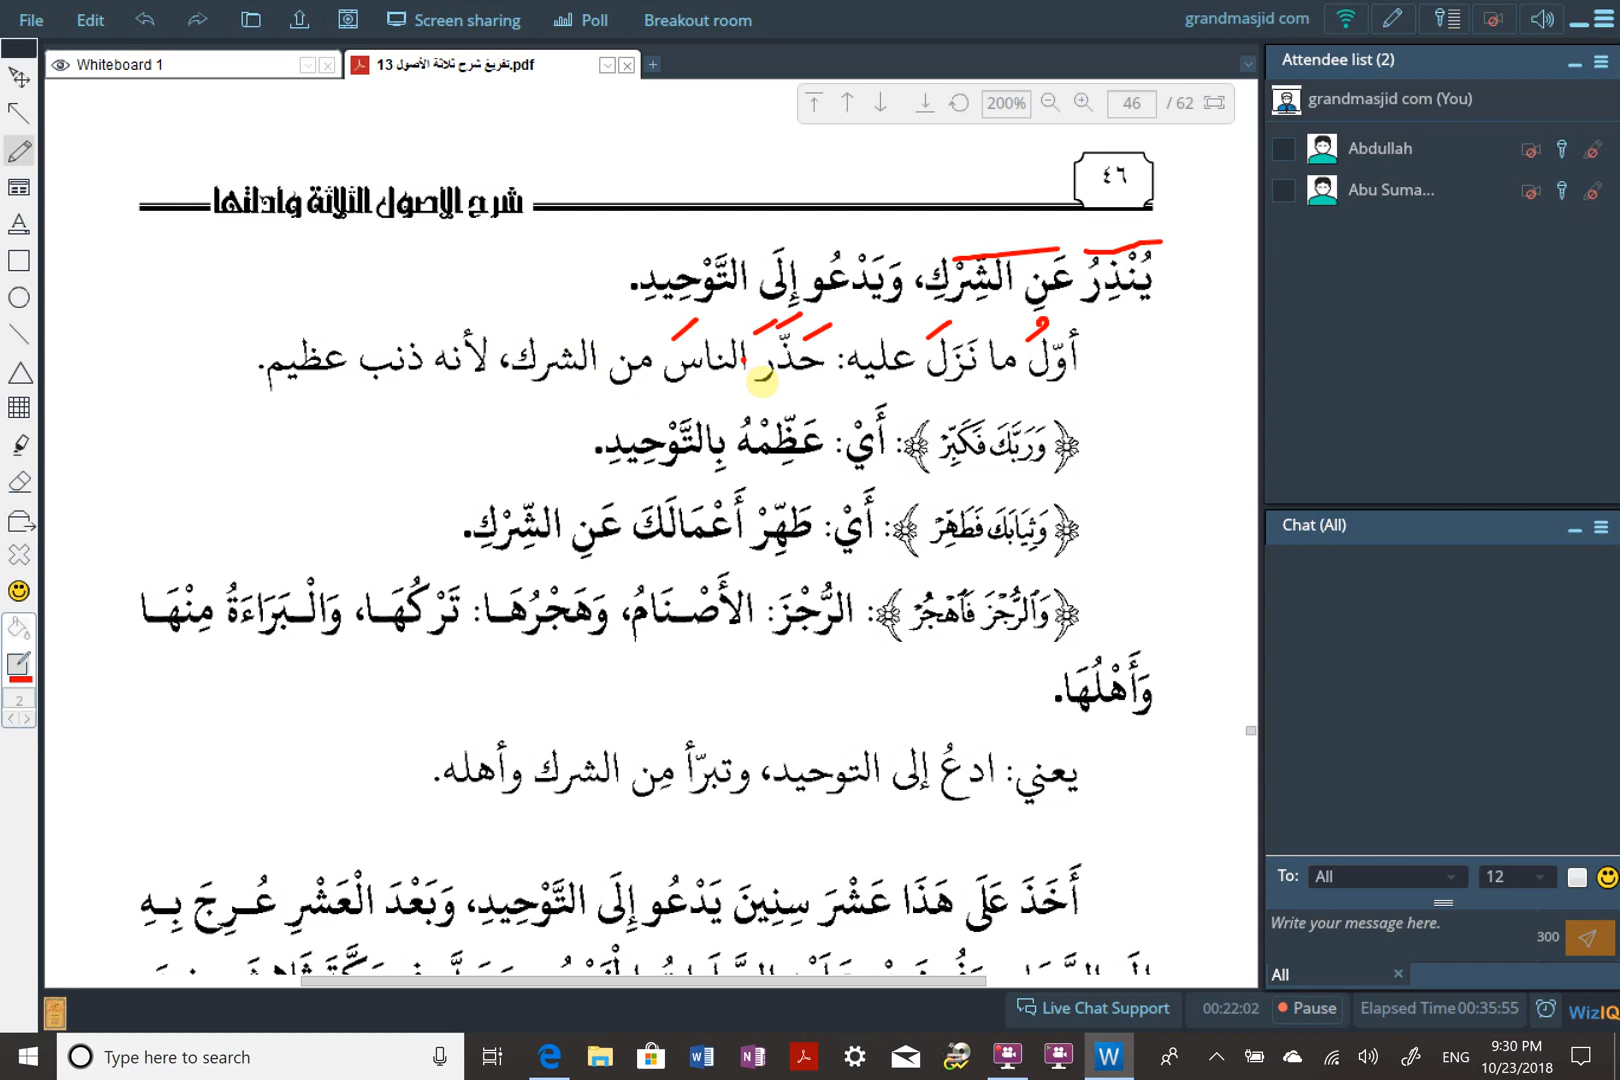 File Edit Screen sharing Poll Breakout room grandmasjid com
Whiteboard 1 تفريغ شرح ثلاثة الأصول 13.pdf
200% 46 / 62
Attendee list (2)
grandmasjid com (You)
Abdullah
Abu Suma...
٤٦
شرح الأصول الثلاثة وأدلتها
يُنْذِرُ عَنِ الشِّرْكِ، وَيَدْعُو إِلَى التَّوْحِيدِ.
أوّلُ ما نَزَلَ عليه: حَذّرَ الناسَ من الشرك، لأنه ذنب عظيم.
﴿وَرَبَّكَ فَكَبِّرْ﴾: أَيْ: عَظِّمْهُ بِالتَّوْحِيدِ.
﴿وَثِيَابَكَ فَطَهِّرْ﴾: أَيْ: طَهِّرْ أَعْمَالَكَ عَنِ الشِّرْكِ.
﴿وَٱلرُّجْزَ فَٱهْجُرْ﴾: الرُّجْزَ: الأَصْنَامُ، وَهَجْرُهَا: تَرْكُهَا، وَالْبَرَاءَةُ مِنْهَا
وَأَهْلُهَا.
يعني: ادعُ إلى التوحيد، وتبرّأ مِن الشرك وأهله.
أَخَذَ عَلَى هَذَا عَشْرَ سِنِينَ يَدْعُو إِلَى التَّوْحِيدِ، وَبَعْدَ الْعَشْرِ عُرِجَ بِهِ
2
Chat (All)
To: All 12
Write your message here. 300
All
Live Chat Support 00:22:02 Pause Elapsed Time 00:35:55 WizIQ
Type here to search ENG 9:30 PM
10/23/2018